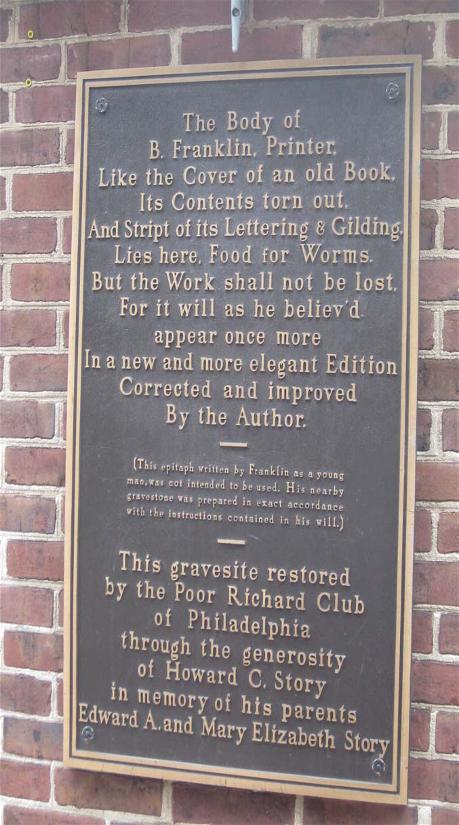 The Body of
B. Franklin, Printer,
Like the Cover of an old Book,
Its Contents torn out,
And Stript of its Lettering & Gilding,
Lies here, Food for Worms.
But the Work shall not be lost,
For it will as he believ'd
appear once more
In a new and more elegant Edition
Corrected and improved
By the Author.
(This epitaph written by Franklin as a young
man, was not intended to be used. His nearby
gravestone was prepared in exact accordance
with the instructions contained in his will.)
This gravesite restored
by the Poor Richard Club
of Philadelphia
through the generosity
of Howard C. Story
in memory of his parents
Edward A. and Mary Elizabeth Story